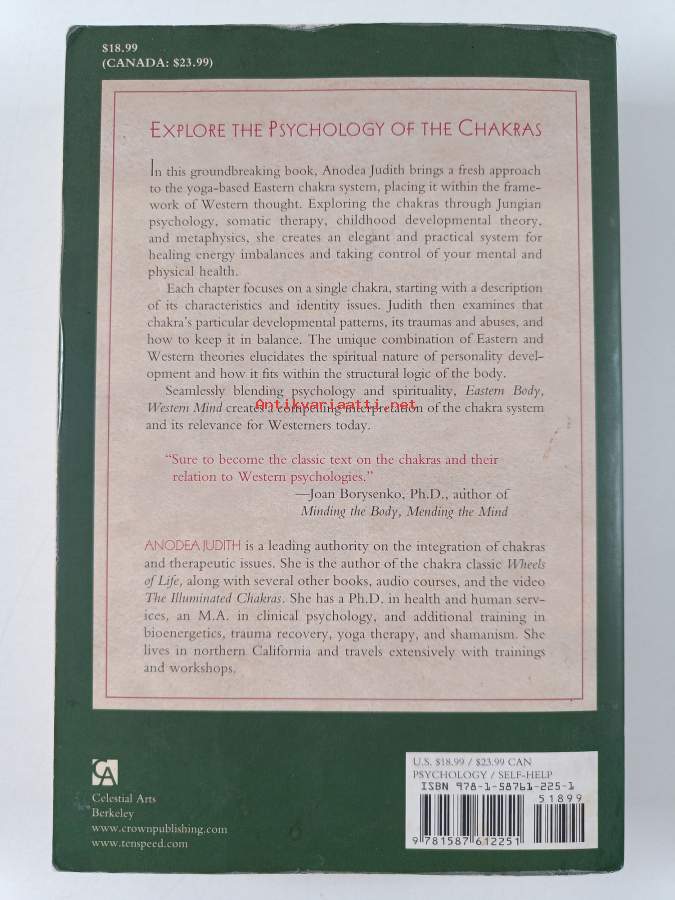 $18.99
(CANADA: $23.99)
EXPLORE THE PSYCHOLOGY OF THE CHAKRAS
In this groundbreaking book, Anodea Judith brings a fresh approach
to the yoga-based Eastern chakra system, placing it within the frame-
work of Western thought. Exploring the chakras through Jungian
psychology, somatic therapy, childhood developmental theory,
and metaphysics, she creates an elegant and practical system for
healing energy imbalances and taking control of your mental and
physical health.
Each chapter focuses on a single chakra, starting with a description
of its characteristics and identity issues. Judith then examines that
chakra's particular developmental patterns, its traumas and abuses,
and how to keep it in balance. The unique combination of Eastern and
Western theories elucidates the spiritual nature of personality devel-
opment and how it fits within the structural logic of the body.
Seamlessly blending psychology and spirituality, Eastern Body,
Western Mind creates a compelling interpretation of the chakra system
Antikvariaatti.net
and its relevance for Westerners today.
"Sure to become the classic text on the chakras and their
relation to Western psychologies."
—Joan Borysenko, Ph.D., author of
Minding the Body, Mending the Mind
ANODEA JUDITH is a leading authority on the integration of chakras
and therapeutic issues. She is the author of the chakra classic Wheels
of Life, along with several other books, audio courses, and the video
The Illuminated Chakras. She has a Ph.D. in health and human serv-
ices, an M.A. in clinical psychology, and additional training in
bioenergetics, trauma recovery, yoga therapy, and shamanism. She
lives in northern California and travels extensively with trainings
and workshops.
CA
Celestial Arts
Berkeley
www.crownpublishing.com
www.tenspeed.com
U.S. $18.99 / $23.99 CAN
PSYCHOLOGY / SELF-HELP
ISBN 978-1-58761-225-1
51899
9 781587 612251